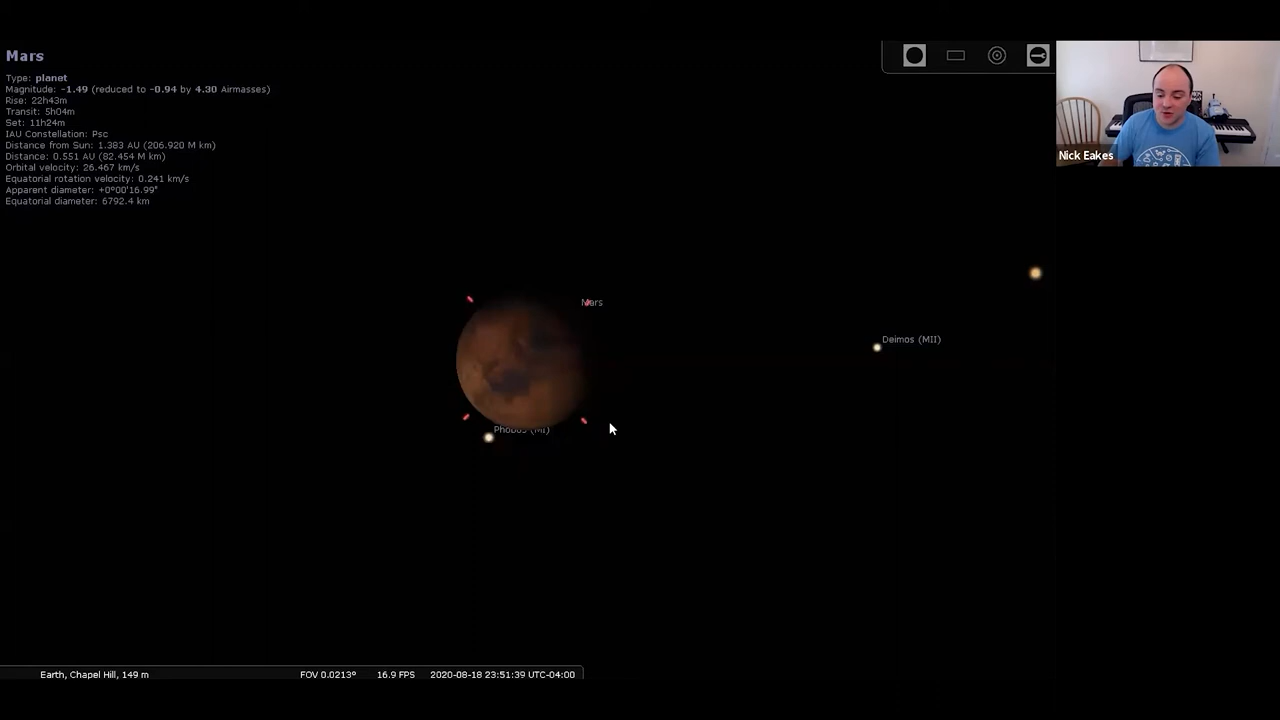 Mars
Type: planet
Magnitude: -1.49 (reduced to -0.94 by 4.30 Airmasses)
Rise: 22h43m
Transit: 5h04m
Set: 11h24m
IAU Constellation: Psc
Distance from Sun: 1.383 AU (206.920 M km)
Distance: 0.551 AU (82.454 M km)
Orbital velocity: 26.467 km/s
Equatorial rotation velocity: 0.241 km/s
Apparent diameter: +0°00'16.99"
Equatorial diameter: 6792.4 km
Nick Eakes
Mars
Deimos (MII)
Phobos (MI)
Earth, Chapel Hill, 149 m FOV 0.0213° 16.9 FPS 2020-08-18 23:51:39 UTC-04:00